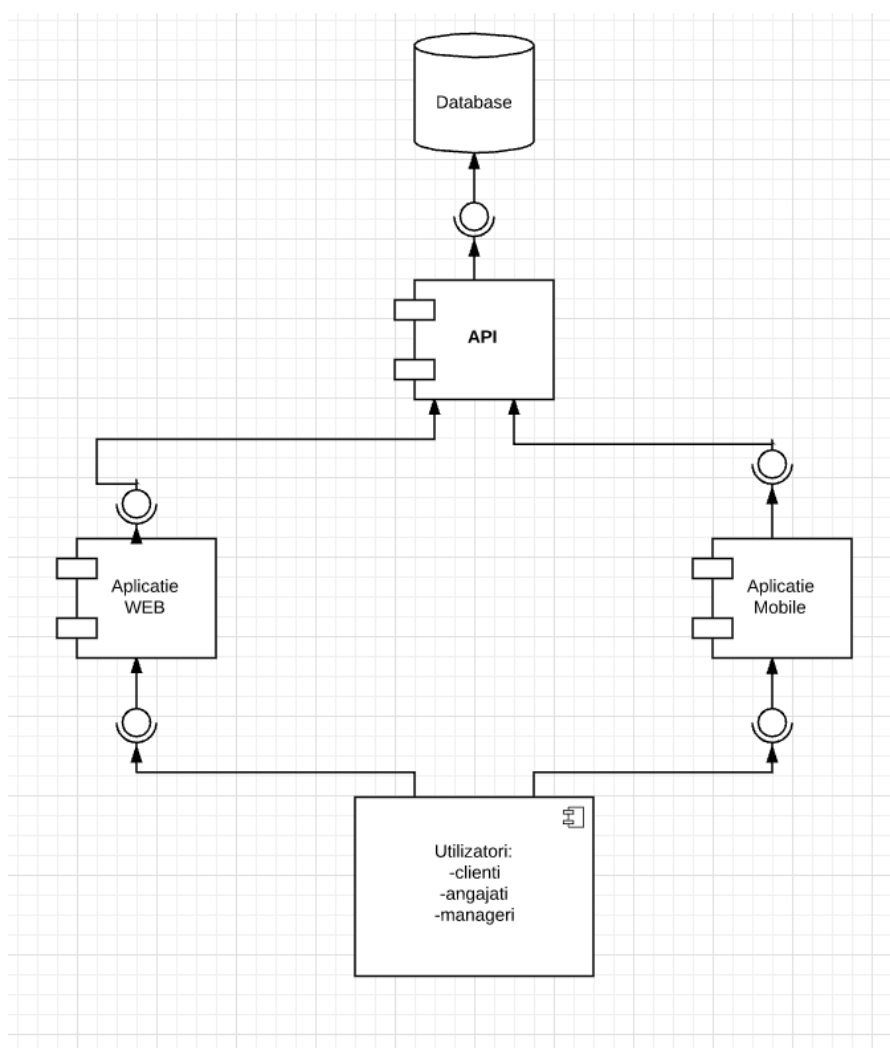 Database
API
Aplicatie
WEB
Aplicatie
Mobile
Utilizatori:
-clienti
-angajati
-manageri